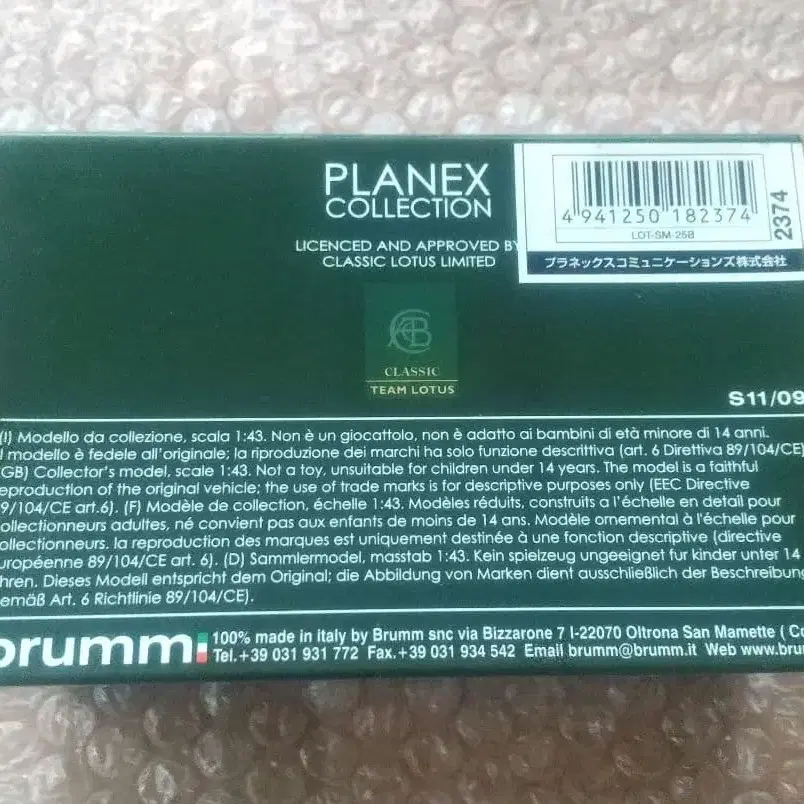 PLANEX
COLLECTION
LICENCED AND APPROVED BY
CLASSIC LOTUS LIMITED
4 941250 182374
2374
LOT-SM-25B
プラネックスコミュニケーションズ株式会社
CLASSIC
TEAM LOTUS
S11/09
(I) Modello da collezione, scala 1:43. Non è un giocattolo, non è adatto ai bambini di età minore di 14 anni.
l modello è fedele all'originale; la riproduzione dei marchi ha solo funzione descrittiva (art. 6 Direttiva 89/104/CE)
GB) Collector's model, scale 1:43. Not a toy, unsuitable for children under 14 years. The model is a faithful
eproduction of the original vehicle; the use of trade marks is for descriptive purposes only (EEC Directive
9/104/CE art.6). (F) Modèle de collection, échelle 1:43. Modèles réduits, construits a l'échelle en detail pour
ollectionneurs adultes, né convient pas aux enfants de moins de 14 ans. Modèle ornemental à l'échelle pour
ollectionneurs. la reproduction des marques est uniquement destinée à une fonction descriptive (directive
uropéenne 89/104/CE art. 6). (D) Sammlermodel, masstab 1:43. Kein spielzeug ungeeignet fur kinder unter 14
hren. Dieses Modell entspricht dem Original; die Abbildung von Marken dient ausschließlich der Beschreibung
emäß Art. 6 Richtlinie 89/104/CE).
brumm
100% made in italy by Brumm snc via Bizzarone 7 I-22070 Oltrona San Mamette ( Co
Tel.+39 031 931 772 Fax.+39 031 934 542 Email brumm@brumm.it Web www.bru